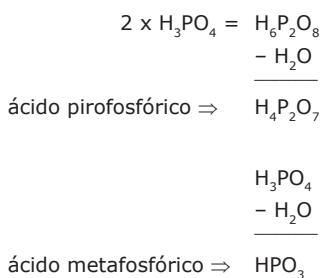 2 x H₃PO₄ = H₆P₂O₈
– H₂O
ácido pirofosfórico ⇒ H₄P₂O₇
H₃PO₄
– H₂O
ácido metafosfórico ⇒ HPO₃